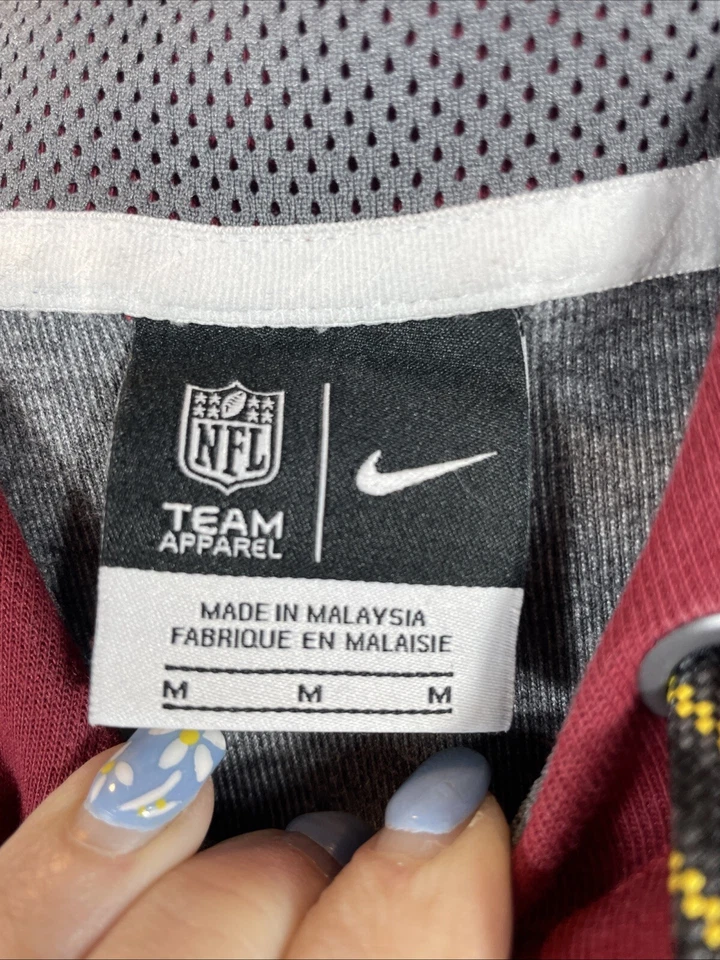 NFL
TEAM
APPAREL
MADE IN MALAYSIA
FABRIQUE EN MALAISIE
M M M